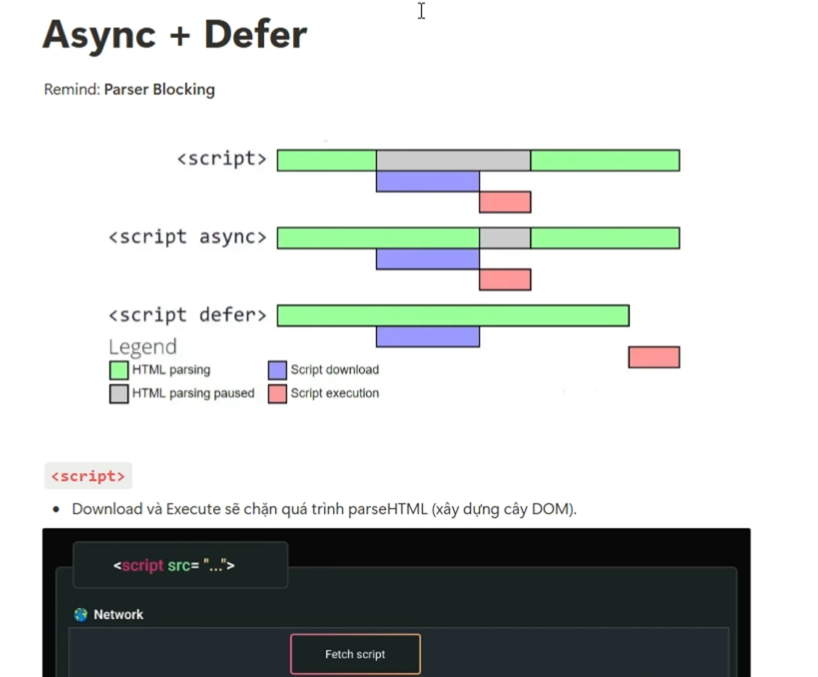 Async + Defer
Remind: Parser Blocking
<script>
<script async>
<script defer>
Legend
HTML parsing
Script download
HTML parsing paused
Script execution
<script>
• Download và Execute sẽ chặn quá trình parseHTML (xây dựng cây DOM).
<script src= "...">
Network
Fetch script